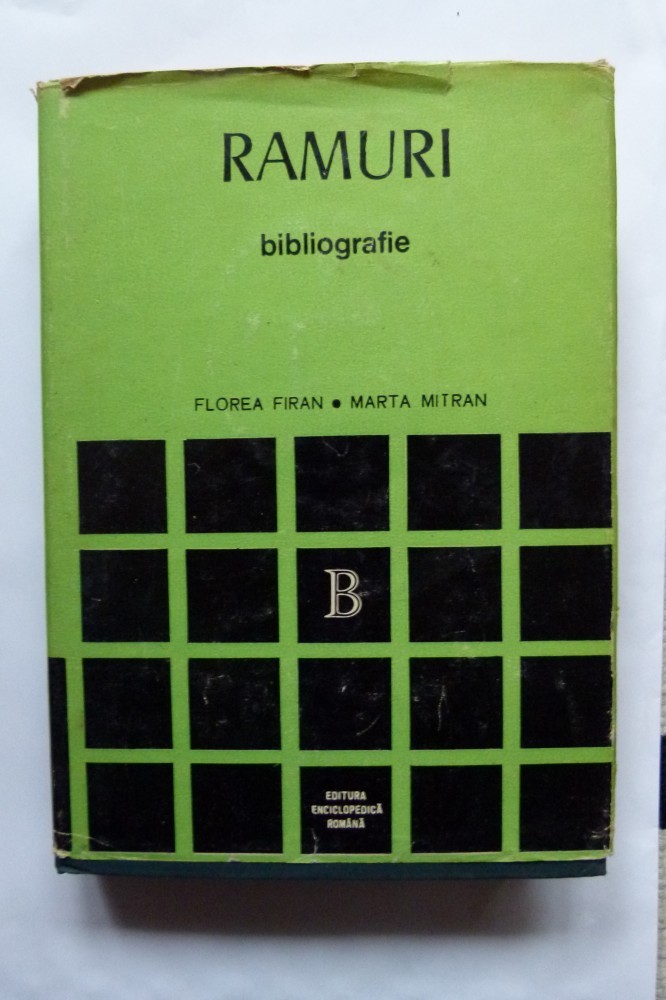 RAMURI
bibliografie
FLOREA FIRAN • MARTA MITRAN
B
EDITURA
ENCICLOPEDICĂ
ROMÂNĂ